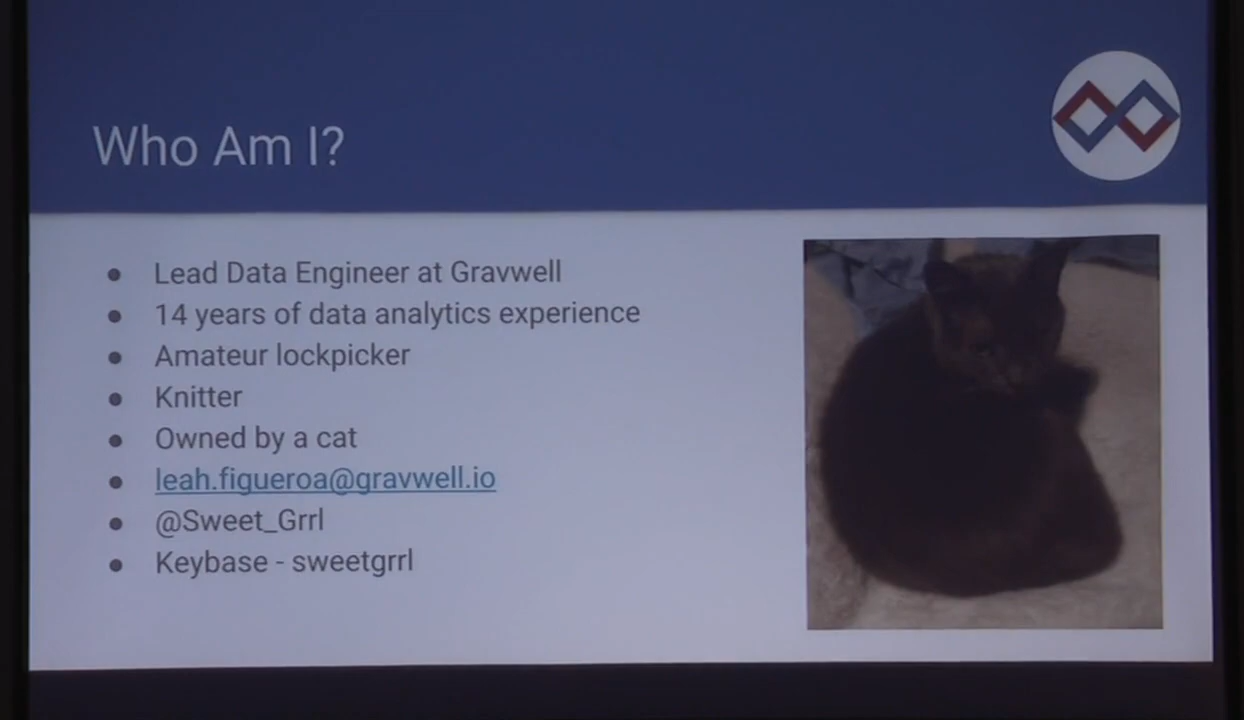 Who Am I?
Lead Data Engineer at Gravwell
14 years of data analytics experience
Amateur lockpicker
Knitter
Owned by a cat
leah.figueroa@gravwell.io
@Sweet_Grrl
Keybase - sweetgrrl